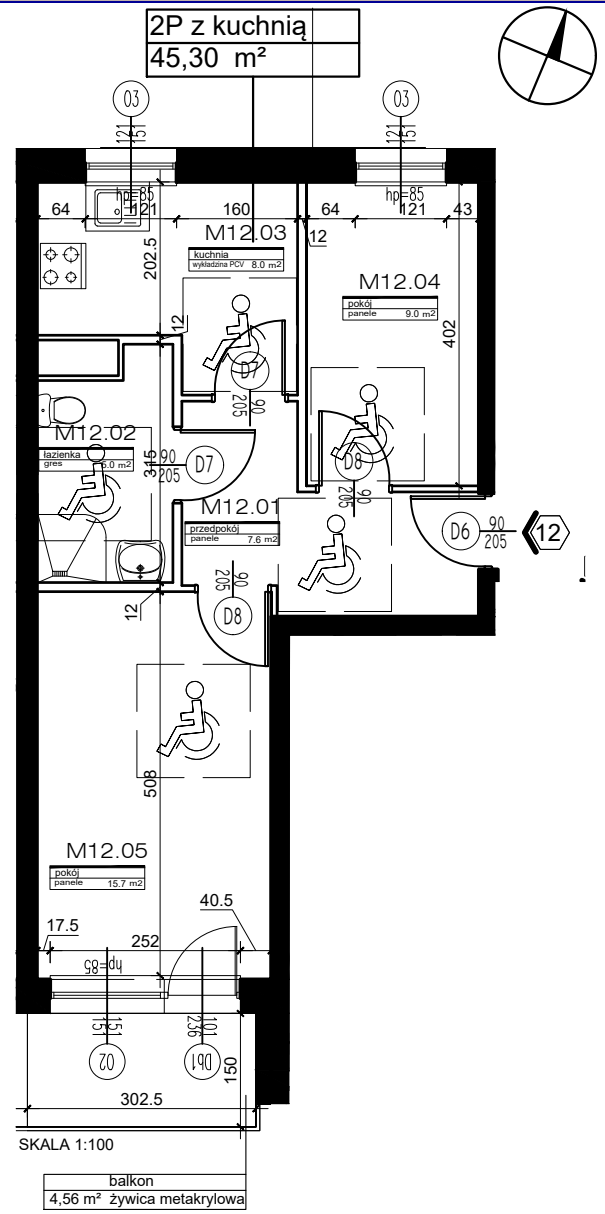 2P z kuchnią
45,30 m²
03
121
151
03
121
151
hp=85
hp=85
64
121
160
64
121
43
M12.03
kuchnia
wykładzina PCV 8.0 m2
12
202.5
M12.04
pokój
panele 9.0 m2
402
12
D7
90
205
M12.02
łazienka
gres 6.0 m2
315
90
205
D7
D8
90
205
M12.01
przedpokój
panele 7.6 m2
D6
90
205
12
90
205
D8
12
508
M12.05
pokój
panele 15.7 m2
17.5
252
40.5
hp=85
151
151
02
101
236
Db1
150
302.5
SKALA 1:100
balkon
4,56 m² żywica metakrylowa